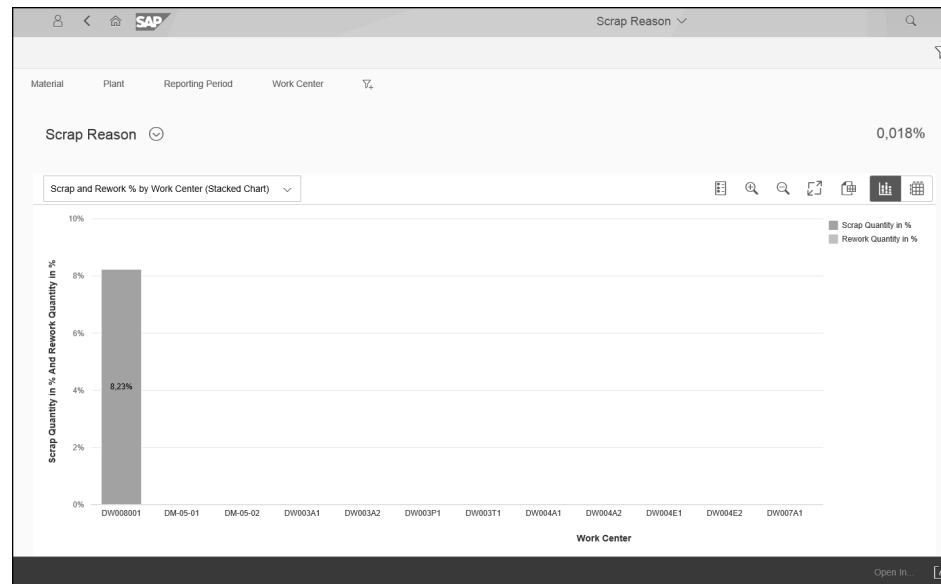 SAP
Scrap Reason
Material Plant Reporting Period Work Center
Scrap Reason
0,018%
Scrap and Rework % by Work Center (Stacked Chart)
Scrap Quantity in %
Rework Quantity in %
Scrap Quantity in % And Rework Quantity in %
10%
8%
6%
4%
2%
0%
8,23%
DW008001 DM-05-01 DM-05-02 DW003A1 DW003A2 DW003P1 DW003T1 DW004A1 DW004A2 DW004E1 DW004E2 DW007A1
Work Center
Open In...